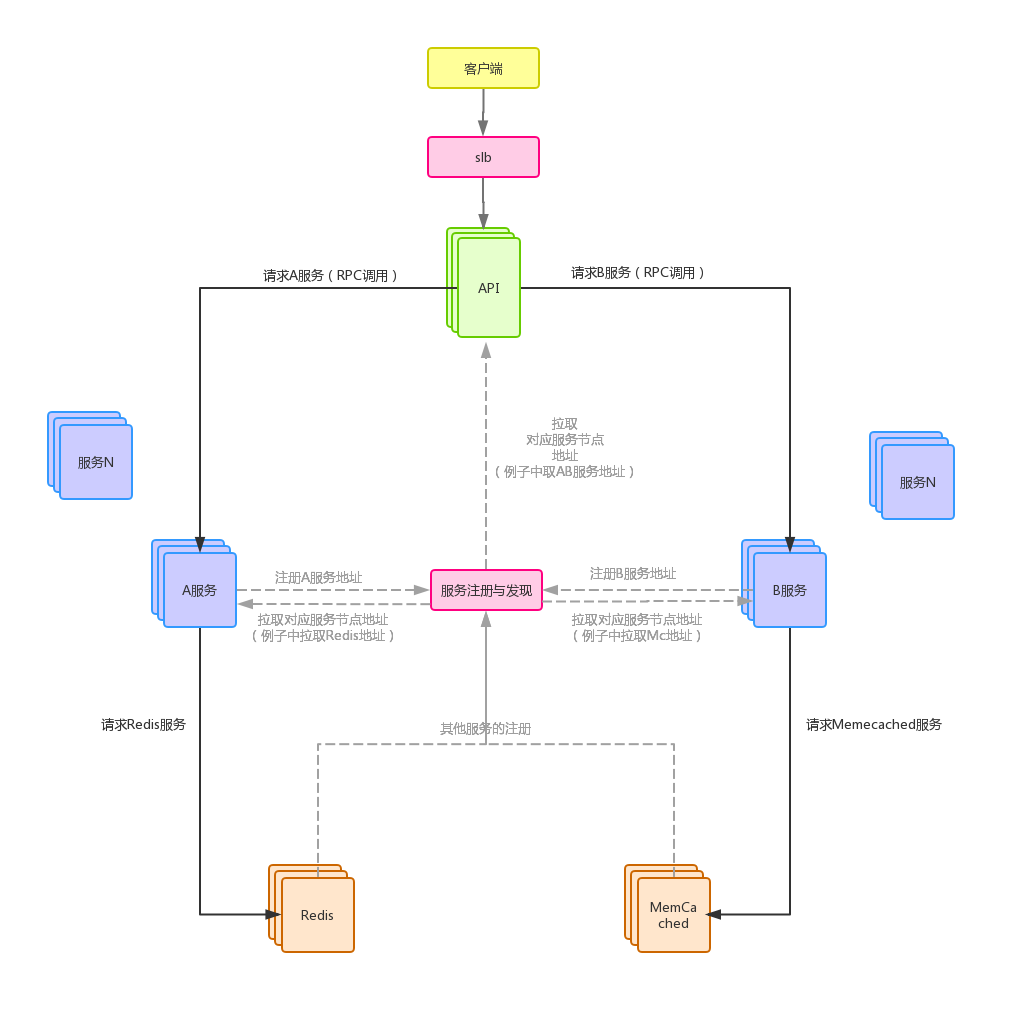 客户端
slb
请求A服务（RPC调用）
请求B服务（RPC调用）
API
拉取
对应服务节点
地址
（例子中取AB服务地址）
服务N
服务N
注册A服务地址
注册B服务地址
A服务
服务注册与发现
B服务
拉取对应服务节点地址
（例子中拉取Redis地址）
拉取对应服务节点地址
（例子中拉取Mc地址）
请求Redis服务
其他服务的注册
请求Memecached服务
Redis
MemCa
ched